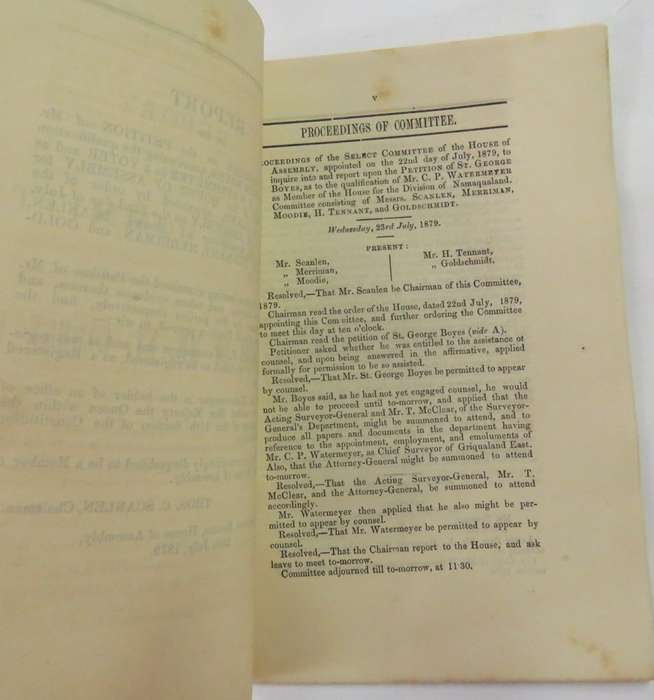 v
PROCEEDINGS OF COMMITTEE.
ROCEEDINGS of the SELECT COMMITTEE of the HOUSE of
ASSEMBLY, appointed on the 22nd day of July, 1879, to
inquire into and report upon the PETITION of ST. GEORGE
BOYES, as to the qualification of MR. C. P. WATERMEYER
as Member of the House for the Division of Namaqualand.
Committee consisting of Messrs. SCANLEN, MERRIMAN,
MOODIE, H. TENNANT, and GOLDSCHMIDT.
Wednesday, 23rd July, 1879.
PRESENT:
Mr. Scanlen,
„ Merriman,
„ Moodie,
Mr. H. Tennant,
„ Goldschmidt.
Resolved,—That Mr. Scanlen be Chairman of this Committee,
1879.
Chairman read the order of the House, dated 22nd July, 1879,
appointing this Committee, and further ordering the Committee
to meet this day at ten o'clock.
Chairman read the petition of St. George Boyes (vide A).
Petitioner asked whether he was entitled to the assistance of
counsel, and upon being answered in the affirmative, applied
formally for permission to be so assisted.
Resolved,—That Mr. St. George Boyes be permitted to appear
by counsel.
Mr. Boyes said, as he had not yet engaged counsel, he would
not be able to proceed until to-morrow, and applied that the
Acting Surveyor-General and Mr. T. McClear, of the Surveyor-
General's Department, might be summoned to attend, and to
produce all papers and documents in the department having
reference to the appointment, employment, and emoluments of
Mr. C. P. Watermeyer, as Chief Surveyor of Griqualand East.
Also, that the Attorney-General might be summoned to attend
to-morrow.
Resolved,—That the Acting Surveyor-General, Mr. T.
McClear, and the Attorney-General, be summoned to attend
accordingly.
Mr. Watermeyer then applied that he also might be per-
mitted to appear by counsel.
Resolved,—That Mr. Watermeyer be permitted to appear by
counsel.
Resolved,—That the Chairman report to the House, and ask
leave to meet to-morrow.
Committee adjourned till to-morrow, at 11·30.